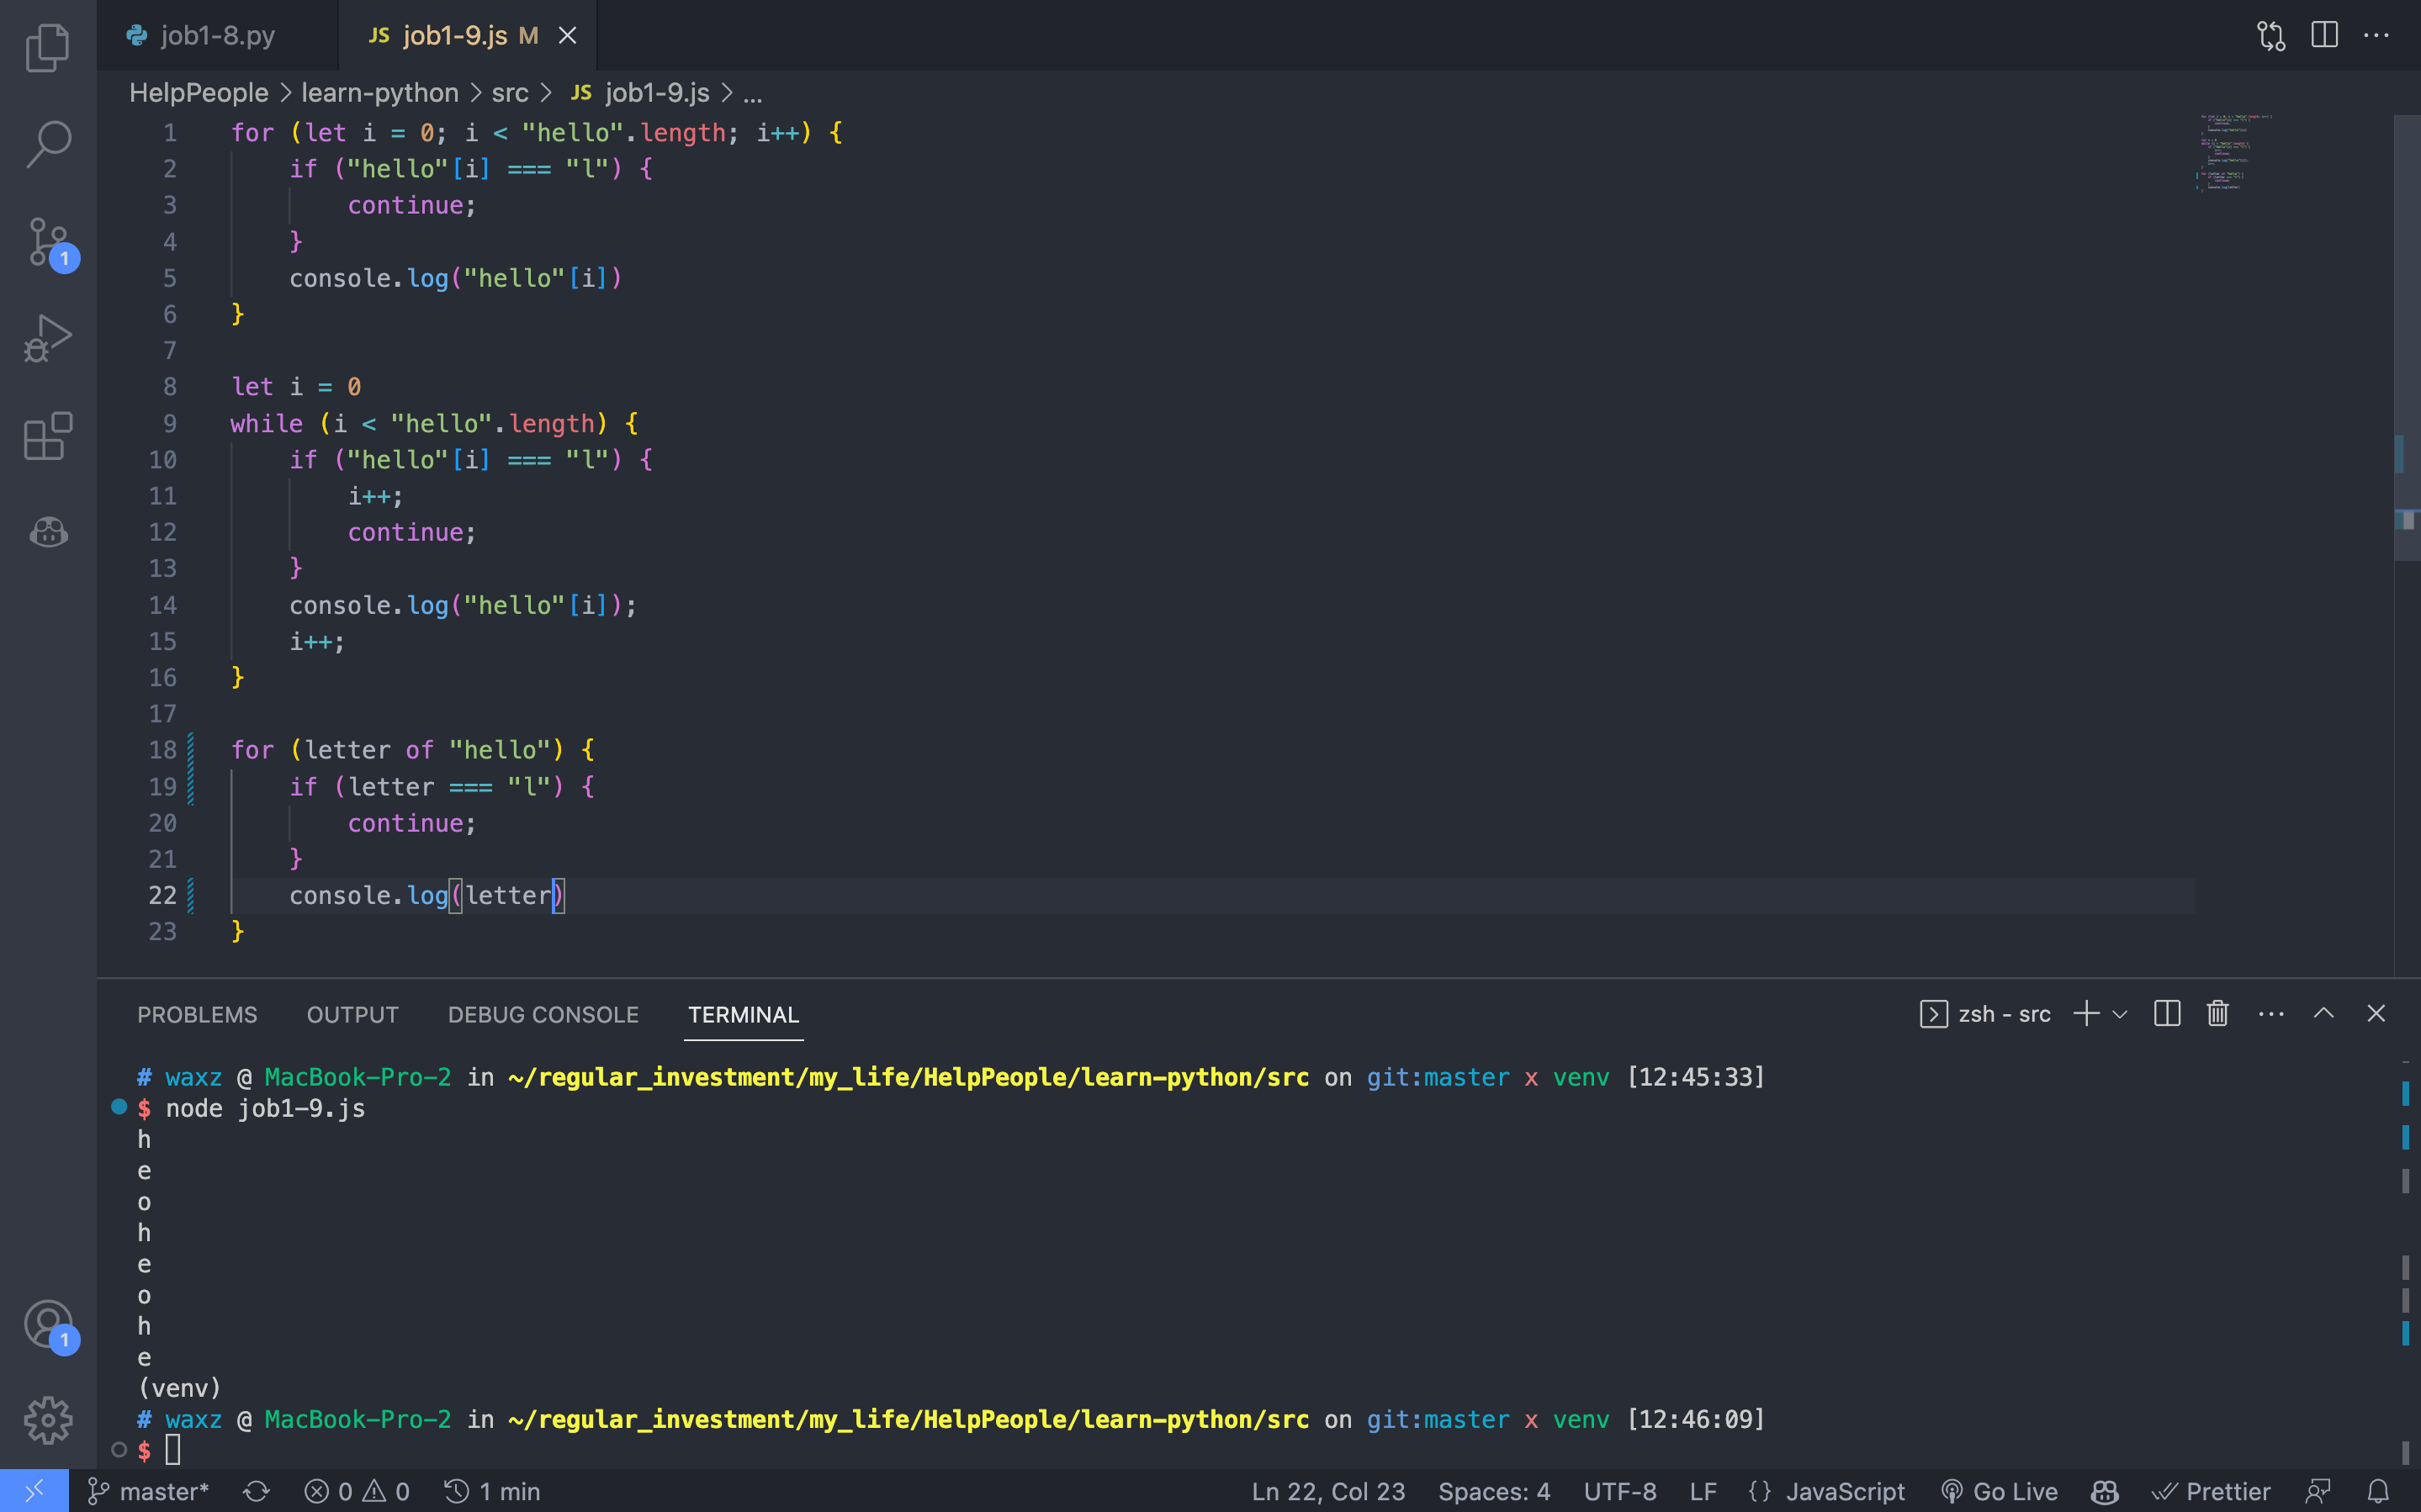 job1-8.py
JS job1-9.js M
HelpPeople > learn-python > src > JS job1-9.js > ...
1 for (let i = 0; i < "hello".length; i++) {
2     if ("hello"[i] === "l") {
3         continue;
4     }
5     console.log("hello"[i])
6 }
7
8 let i = 0
9 while (i < "hello".length) {
10     if ("hello"[i] === "l") {
11         i++;
12         continue;
13     }
14     console.log("hello"[i]);
15     i++;
16 }
17
18 for (letter of "hello") {
19     if (letter === "l") {
20         continue;
21     }
22     console.log(letter)
23 }
1
1
PROBLEMS OUTPUT DEBUG CONSOLE TERMINAL zsh - src
# waxz @ MacBook-Pro-2 in ~/regular_investment/my_life/HelpPeople/learn-python/src on git:master x venv [12:45:33]
$ node job1-9.js
h
e
o
h
e
o
h
e
(venv)
# waxz @ MacBook-Pro-2 in ~/regular_investment/my_life/HelpPeople/learn-python/src on git:master x venv [12:46:09]
$
master* 0 0 1 min Ln 22, Col 23 Spaces: 4 UTF-8 LF {} JavaScript Go Live Prettier